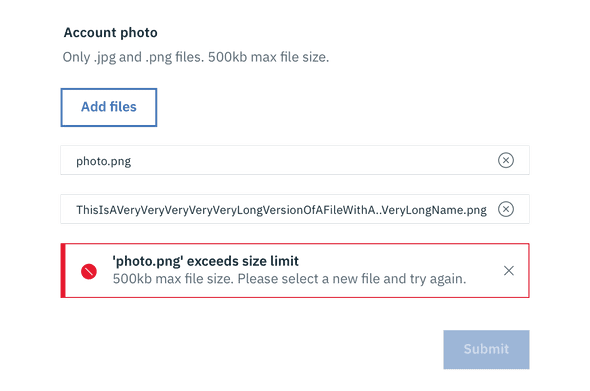 Account photo
Only .jpg and .png files. 500kb max file size.
Add files
photo.png
ThisIsAVeryVeryVeryVeryVeryLongVersionOfAFileWithA..VeryLongName.png
'photo.png' exceeds size limit
500kb max file size. Please select a new file and try again.
Submit